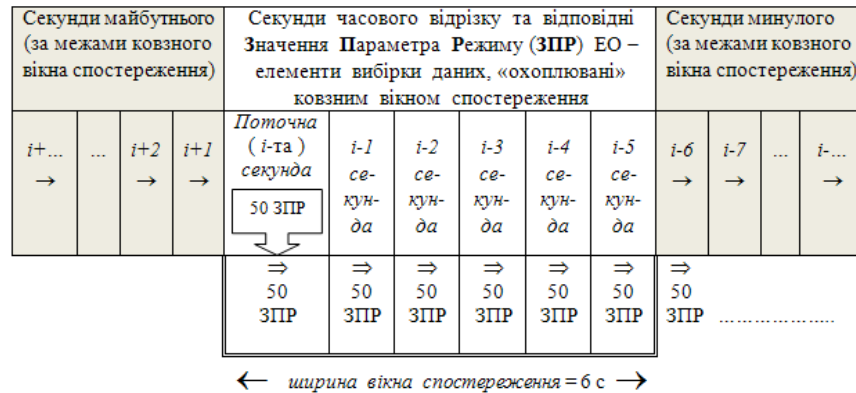 Секунди майбутнього
(за межами ковзного
вікна спостереження)
Секунди часового відрізку та відповідні
Значення Параметра Режиму (ЗПР) ЕО –
елементи вибірки даних, «охоплювані»
ковзним вікном спостереження
Секунди минулого
(за межами ковзного
вікна спостереження)
i+...
→
...
i+2
→
i+1
→
Поточна
( i-та )
секунда
50 ЗПР
i-1
се-
кун-
да
i-2
се-
кун-
да
i-3
се-
кун-
да
i-4
се-
кун-
да
i-5
се-
кун-
да
i-6
→
i-7
→
...
i-...
→
⇒
50
ЗПР
⇒
50
ЗПР
⇒
50
ЗПР
⇒
50
ЗПР
⇒
50
ЗПР
⇒
50
ЗПР
⇒
50
ЗПР
....................
← ширина вікна спостереження = 6 с →